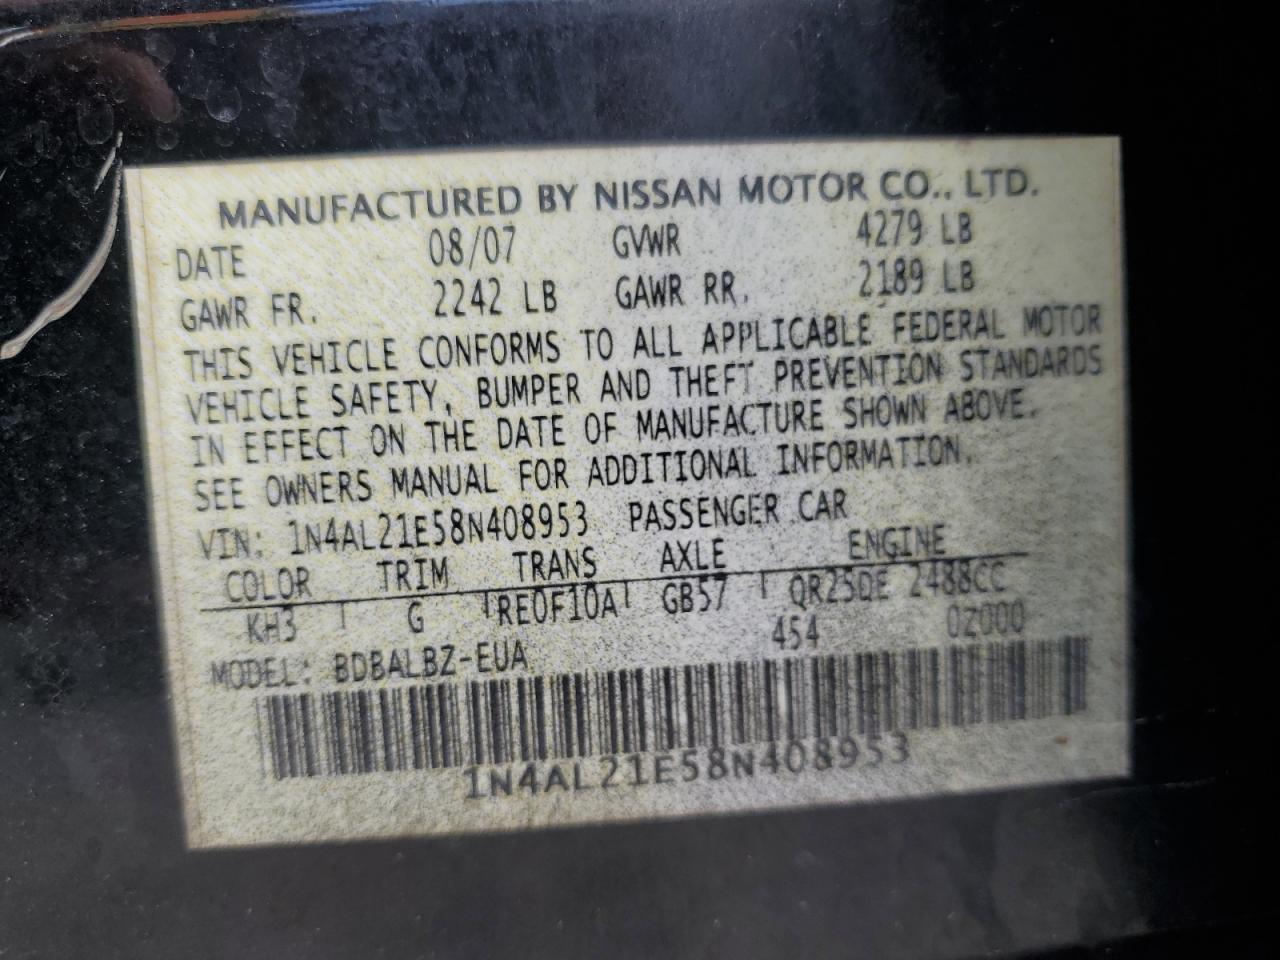 MANUFACTURED BY NISSAN MOTOR CO., LTD.
DATE 08/07 GVWR 4279 LB
GAWR FR. 2242 LB GAWR RR. 2189 LB
THIS VEHICLE CONFORMS TO ALL APPLICABLE FEDERAL MOTOR
VEHICLE SAFETY, BUMPER AND THEFT PREVENTION STANDARDS
IN EFFECT ON THE DATE OF MANUFACTURE SHOWN ABOVE.
SEE OWNERS MANUAL FOR ADDITIONAL INFORMATION.
VIN: 1N4AL21E58N408953 PASSENGER CAR
COLOR TRIM TRANS AXLE ENGINE
KH3 G RE0F10A GB57 QR25DE 2488CC
454 0Z000
MODEL: BDBALBZ-EUA
1N4AL21E58N408953